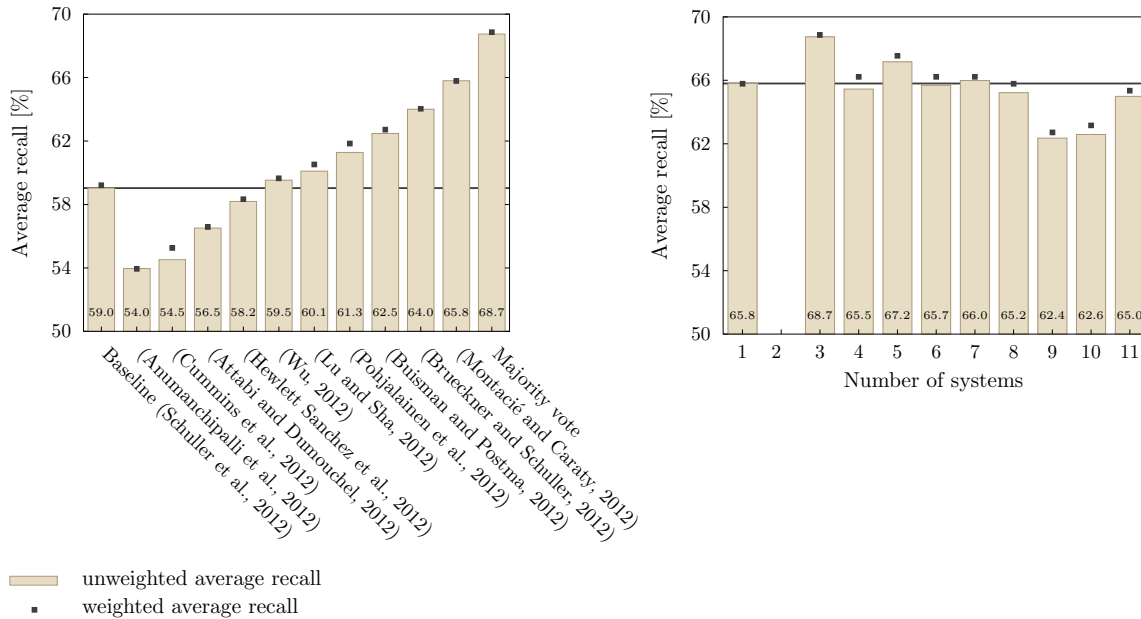 70
66
62
58
54
50
Average recall [%]
59.0
54.0
54.5
56.5
58.2
59.5
60.1
61.3
62.5
64.0
65.8
68.7
Baseline (Schuller et al., 2012)
(Anumanchipalli et al., 2012)
(Cummins et al., 2012)
(Attabi and Dumouchel, 2012)
(Hewlett Sanchez et al., 2012)
(Wu, 2012)
(Lu and Sha, 2012)
(Pohjalainen et al., 2012)
(Buisman and Postma, 2012)
(Brueckner and Schuller, 2012)
(Montacié and Caraty, 2012)
Majority vote
unweighted average recall
weighted average recall
70
66
62
58
54
50
Average recall [%]
65.8
68.7
65.5
67.2
65.7
66.0
65.2
62.4
62.6
65.0
1 2 3 4 5 6 7 8 9 10 11
Number of systems